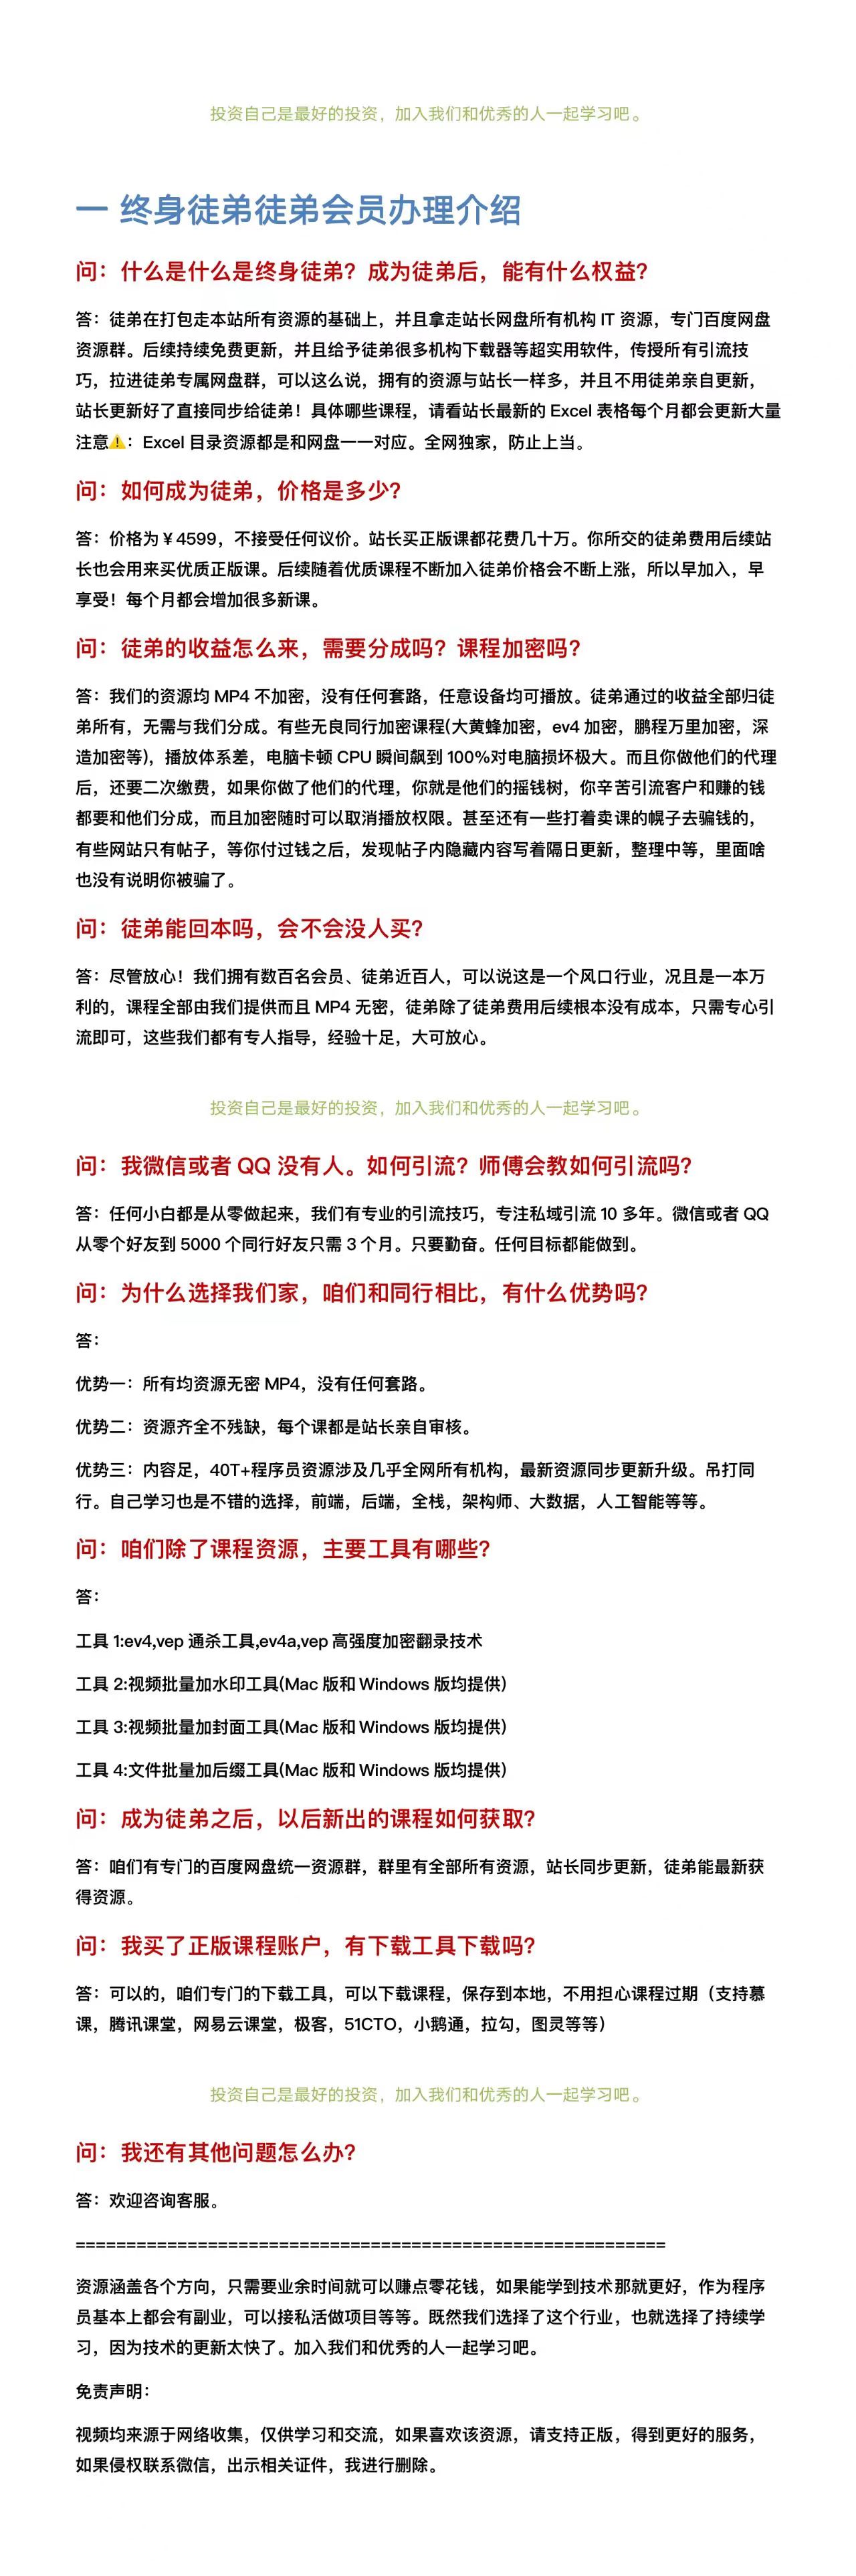 投资自己是最好的投资，加入我们和优秀的人一起学习吧。
一 终身徒弟徒弟会员办理介绍
问：什么是什么是终身徒弟？成为徒弟后，能有什么权益？
答：徒弟在打包走本站所有资源的基础上，并且拿走站长网盘所有机构 IT 资源，专门百度网盘
资源群。后续持续免费更新，并且给予徒弟很多机构下载器等超实用软件，传授所有引流技
巧，拉进徒弟专属网盘群，可以这么说，拥有的资源与站长一样多，并且不用徒弟亲自更新，
站长更新好了直接同步给徒弟！具体哪些课程，请看站长最新的 Excel 表格每个月都会更新大量
注意⚠️：Excel 目录资源都是和网盘一一对应。全网独家，防止上当。
问：如何成为徒弟，价格是多少？
答：价格为￥4599，不接受任何议价。站长买正版课都花费几十万。你所交的徒弟费用后续站
长也会用来买优质正版课。后续随着优质课程不断加入徒弟价格会不断上涨，所以早加入，早
享受！每个月都会增加很多新课。
问：徒弟的收益怎么来，需要分成吗？课程加密吗？
答：我们的资源均 MP4 不加密，没有任何套路，任意设备均可播放。徒弟通过的收益全部归徒
弟所有，无需与我们分成。有些无良同行加密课程(大黄蜂加密，ev4 加密，鹏程万里加密，深
造加密等)，播放体系差，电脑卡顿 CPU 瞬间飙到 100%对电脑损坏极大。而且你做他们的代理
后，还要二次缴费，如果你做了他们的代理，你就是他们的摇钱树，你辛苦引流客户和赚的钱
都要和他们分成，而且加密随时可以取消播放权限。甚至还有一些打着卖课的幌子去骗钱的，
有些网站只有帖子，等你付过钱之后，发现帖子内隐藏内容写着隔日更新，整理中等，里面啥
也没有说明你被骗了。
问：徒弟能回本吗，会不会没人买？
答：尽管放心！我们拥有数百名会员、徒弟近百人，可以说这是一个风口行业，况且是一本万
利的，课程全部由我们提供而且 MP4 无密，徒弟除了徒弟费用后续根本没有成本，只需专心引
流即可，这些我们都有专人指导，经验十足，大可放心。
投资自己是最好的投资，加入我们和优秀的人一起学习吧。
问：我微信或者 QQ 没有人。如何引流？师傅会教如何引流吗？
答：任何小白都是从零做起来，我们有专业的引流技巧，专注私域引流 10 多年。微信或者 QQ
从零个好友到 5000 个同行好友只需 3 个月。只要勤奋。任何目标都能做到。
问：为什么选择我们家，咱们和同行相比，有什么优势吗？
答：
优势一：所有均资源无密 MP4，没有任何套路。
优势二：资源齐全不残缺，每个课都是站长亲自审核。
优势三：内容足，40T+程序员资源涉及几乎全网所有机构，最新资源同步更新升级。吊打同
行。自己学习也是不错的选择，前端，后端，全栈，架构师、大数据，人工智能等等。
问：咱们除了课程资源，主要工具有哪些？
答：
工具 1:ev4,vep 通杀工具,ev4a,vep 高强度加密翻录技术
工具 2:视频批量加水印工具(Mac 版和 Windows 版均提供)
工具 3:视频批量加封面工具(Mac 版和 Windows 版均提供)
工具 4:文件批量加后缀工具(Mac 版和 Windows 版均提供)
问：成为徒弟之后，以后新出的课程如何获取？
答：咱们有专门的百度网盘统一资源群，群里有全部所有资源，站长同步更新，徒弟能最新获
得资源。
问：我买了正版课程账户，有下载工具下载吗？
答：可以的，咱们专门的下载工具，可以下载课程，保存到本地，不用担心课程过期（支持慕
课，腾讯课堂，网易云课堂，极客，51CTO，小鹅通，拉勾，图灵等等）
投资自己是最好的投资，加入我们和优秀的人一起学习吧。
问：我还有其他问题怎么办？
答：欢迎咨询客服。
==========================================================
资源涵盖各个方向，只需要业余时间就可以赚点零花钱，如果能学到技术那就更好，作为程序
员基本上都会有副业，可以接私活做项目等等。既然我们选择了这个行业，也就选择了持续学
习，因为技术的更新太快了。加入我们和优秀的人一起学习吧。
免责声明：
视频均来源于网络收集，仅供学习和交流，如果喜欢该资源，请支持正版，得到更好的服务，
如果侵权联系微信，出示相关证件，我进行删除。